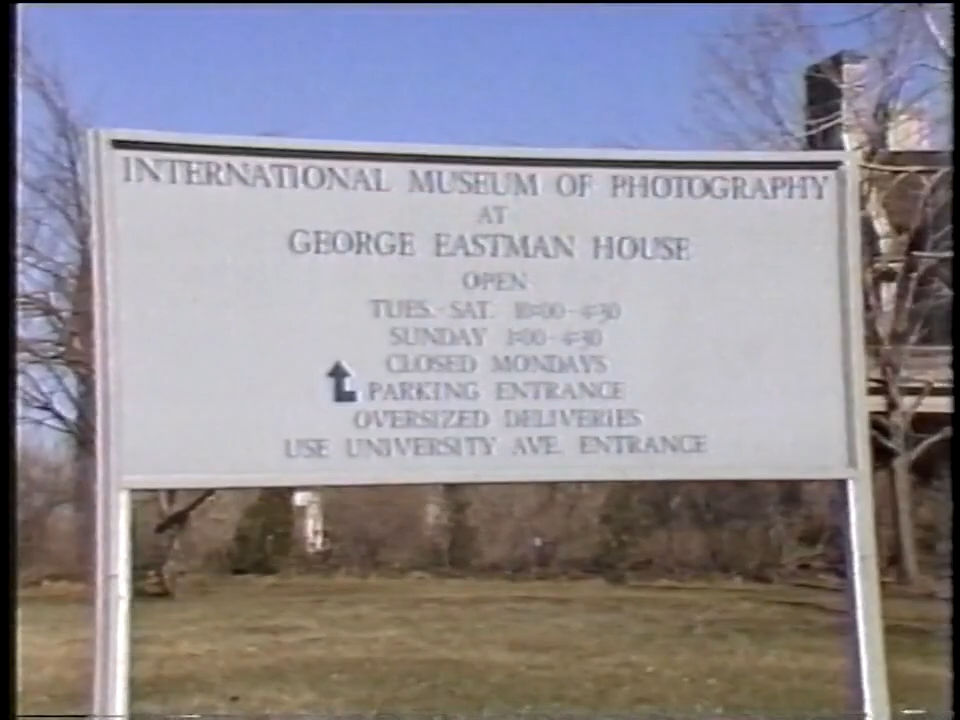 INTERNATIONAL MUSEUM OF PHOTOGRAPHY
AT
GEORGE EASTMAN HOUSE
OPEN
TUES.-SAT. 10:00-4:30
SUNDAY 1:00-4:30
CLOSED MONDAYS
PARKING ENTRANCE
OVERSIZED DELIVERIES
USE UNIVERSITY AVE. ENTRANCE